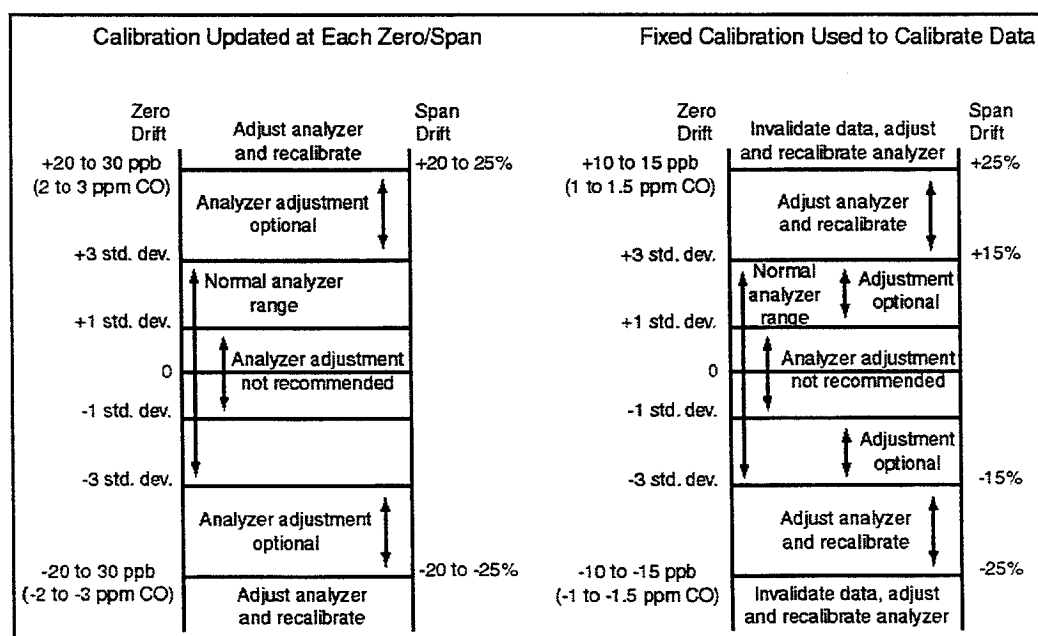 Calibration Updated at Each Zero/Span
Zero
Drift
Span
Drift
Adjust analyzer
and recalibrate
+20 to 30 ppb
(2 to 3 ppm CO)
+20 to 25%
Analyzer adjustment
optional
+3 std. dev.
Normal analyzer
range
+1 std. dev.
Analyzer adjustment
not recommended
0
-1 std. dev.
-3 std. dev.
Analyzer adjustment
optional
-20 to 30 ppb
(-2 to -3 ppm CO)
-20 to -25%
Adjust analyzer
and recalibrate
Fixed Calibration Used to Calibrate Data
Zero
Drift
Span
Drift
Invalidate data, adjust
and recalibrate analyzer
+10 to 15 ppb
(1 to 1.5 ppm CO)
+25%
Adjust analyzer
and recalibrate
+3 std. dev.
+15%
Normal
analyzer
range
Adjustment
optional
+1 std. dev.
Analyzer adjustment
not recommended
0
-1 std. dev.
Adjustment
optional
-3 std. dev.
-15%
Adjust analyzer
and recalibrate
-10 to -15 ppb
(-1 to -1.5 ppm CO)
-25%
Invalidate data, adjust
and recalibrate analyzer